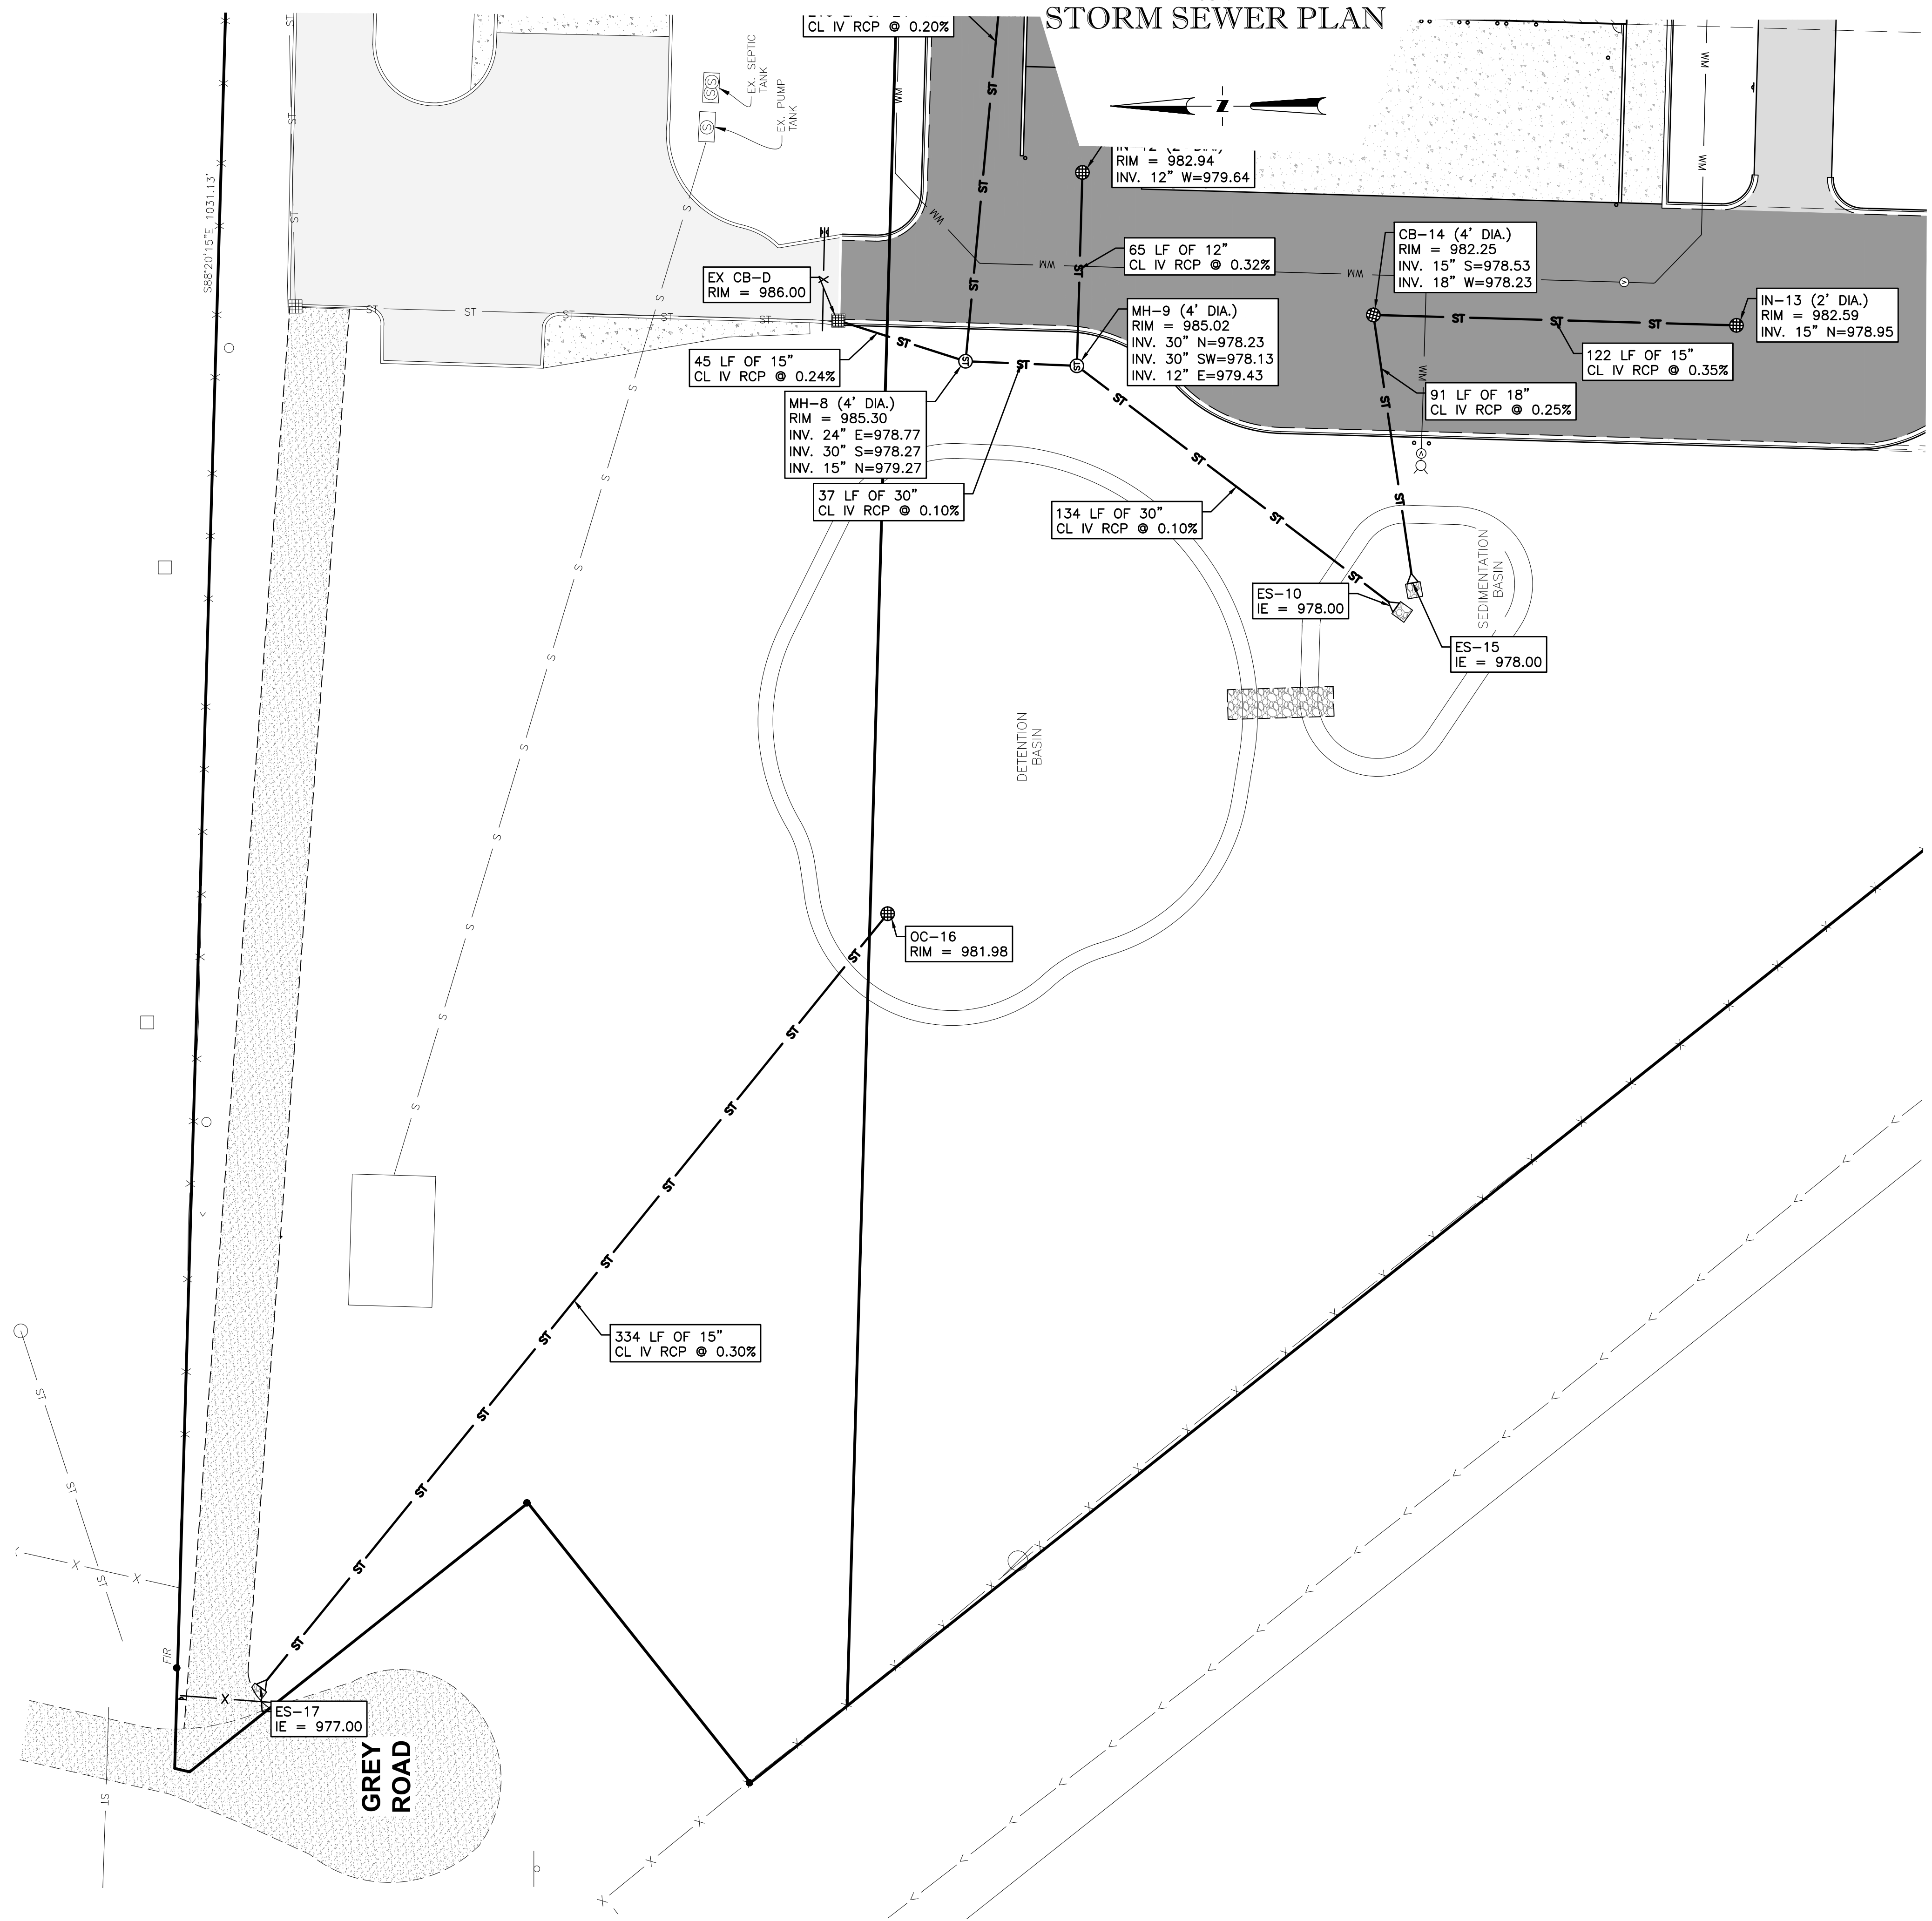 STORM SEWER PLAN
CL IV RCP @ 0.20%
Z
EX. SEPTIC
TANK
EX. PUMP
TANK
S88°20'15"E 1031.13'
RIM = 982.94
INV. 12" W=979.64
65 LF OF 12"
CL IV RCP @ 0.32%
CB-14 (4' DIA.)
RIM = 982.25
INV. 15" S=978.53
INV. 18" W=978.23
EX CB-D
RIM = 986.00
MH-9 (4' DIA.)
RIM = 985.02
INV. 30" N=978.23
INV. 30" SW=978.13
INV. 12" E=979.43
IN-13 (2' DIA.)
RIM = 982.59
INV. 15" N=978.95
45 LF OF 15"
CL IV RCP @ 0.24%
122 LF OF 15"
CL IV RCP @ 0.35%
MH-8 (4' DIA.)
RIM = 985.30
INV. 24" E=978.77
INV. 30" S=978.27
INV. 15" N=979.27
91 LF OF 18"
CL IV RCP @ 0.25%
37 LF OF 30"
CL IV RCP @ 0.10%
134 LF OF 30"
CL IV RCP @ 0.10%
SEDIMENTATION
BASIN
ES-10
IE = 978.00
ES-15
IE = 978.00
DETENTION
BASIN
OC-16
RIM = 981.98
334 LF OF 15"
CL IV RCP @ 0.30%
FIR
ES-17
IE = 977.00
GREY
ROAD